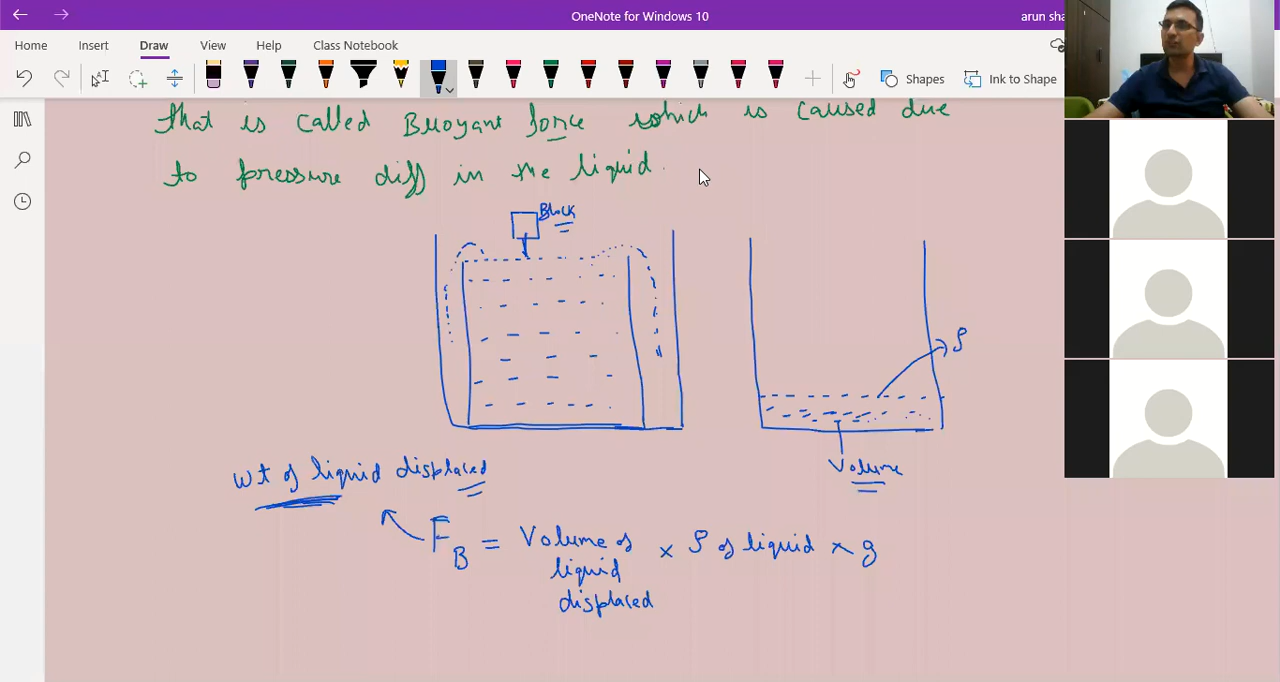 OneNote for Windows 10
arun sha
Home Insert Draw View Help Class Notebook
Shapes Ink to Shape
That is called Buoyant force which is caused due
to pressure diff in the liquid.
Block
ρ
Volume
wt of liquid displaced
F_B = Volume of liquid displaced × ρ of liquid × g